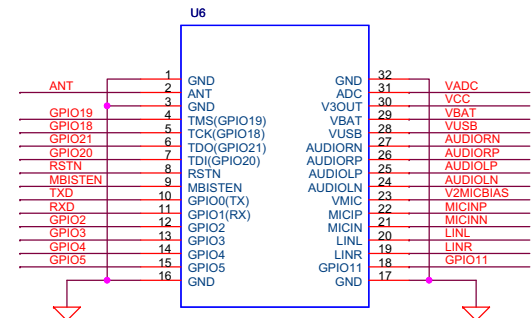 U6
1 GND GND 32
ANT 2 ANT ADC 31 VADC
3 GND V3OUT 30 VCC
GPIO19 4 TMS(GPIO19) VBAT 29 VBAT
GPIO18 5 TCK(GPIO18) VUSB 28 VUSB
GPIO21 6 TDO(GPIO21) AUDIORN 27 AUDIORN
GPIO20 7 TDI(GPIO20) AUDIORP 26 AUDIORP
RSTN 8 RSTN AUDIOLP 25 AUDIOLP
MBISTEN 9 MBISTEN AUDIOLN 24 AUDIOLN
TXD 10 GPIO0(TX) VMIC 23 V2MICBIAS
RXD 11 GPIO1(RX) MICIP 22 MICINP
GPIO2 12 GPIO2 MICIN 21 MICINN
GPIO3 13 GPIO3 LINL 20 LINL
GPIO4 14 GPIO4 LINR 19 LINR
GPIO5 15 GPIO5 GPIO11 18 GPIO11
16 GND GND 17